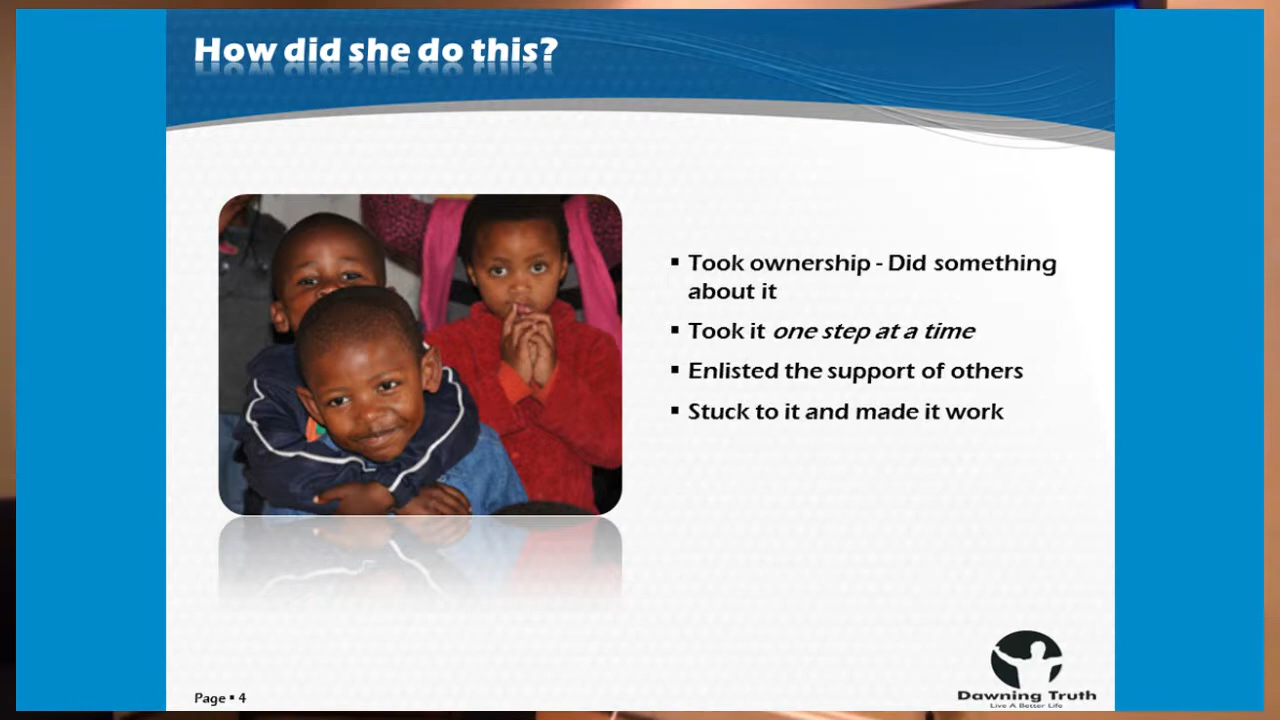 How did she do this?
▪ Took ownership - Did something
about it
▪ Took it one step at a time
▪ Enlisted the support of others
▪ Stuck to it and made it work
Page ▪ 4
Dawning Truth
Live A Better Life